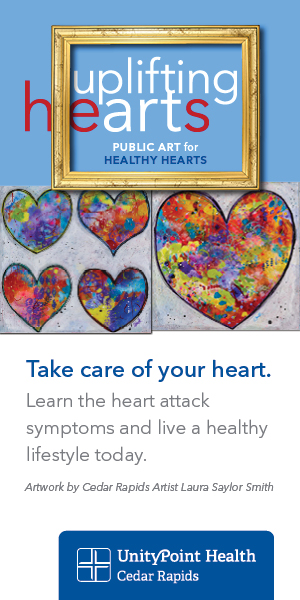 uplifting
hearts
PUBLIC ART for
HEALTHY HEARTS
Take care of your heart.
Learn the heart attack
symptoms and live a healthy
lifestyle today.
Artwork by Cedar Rapids Artist Laura Saylor Smith
UnityPoint Health
Cedar Rapids